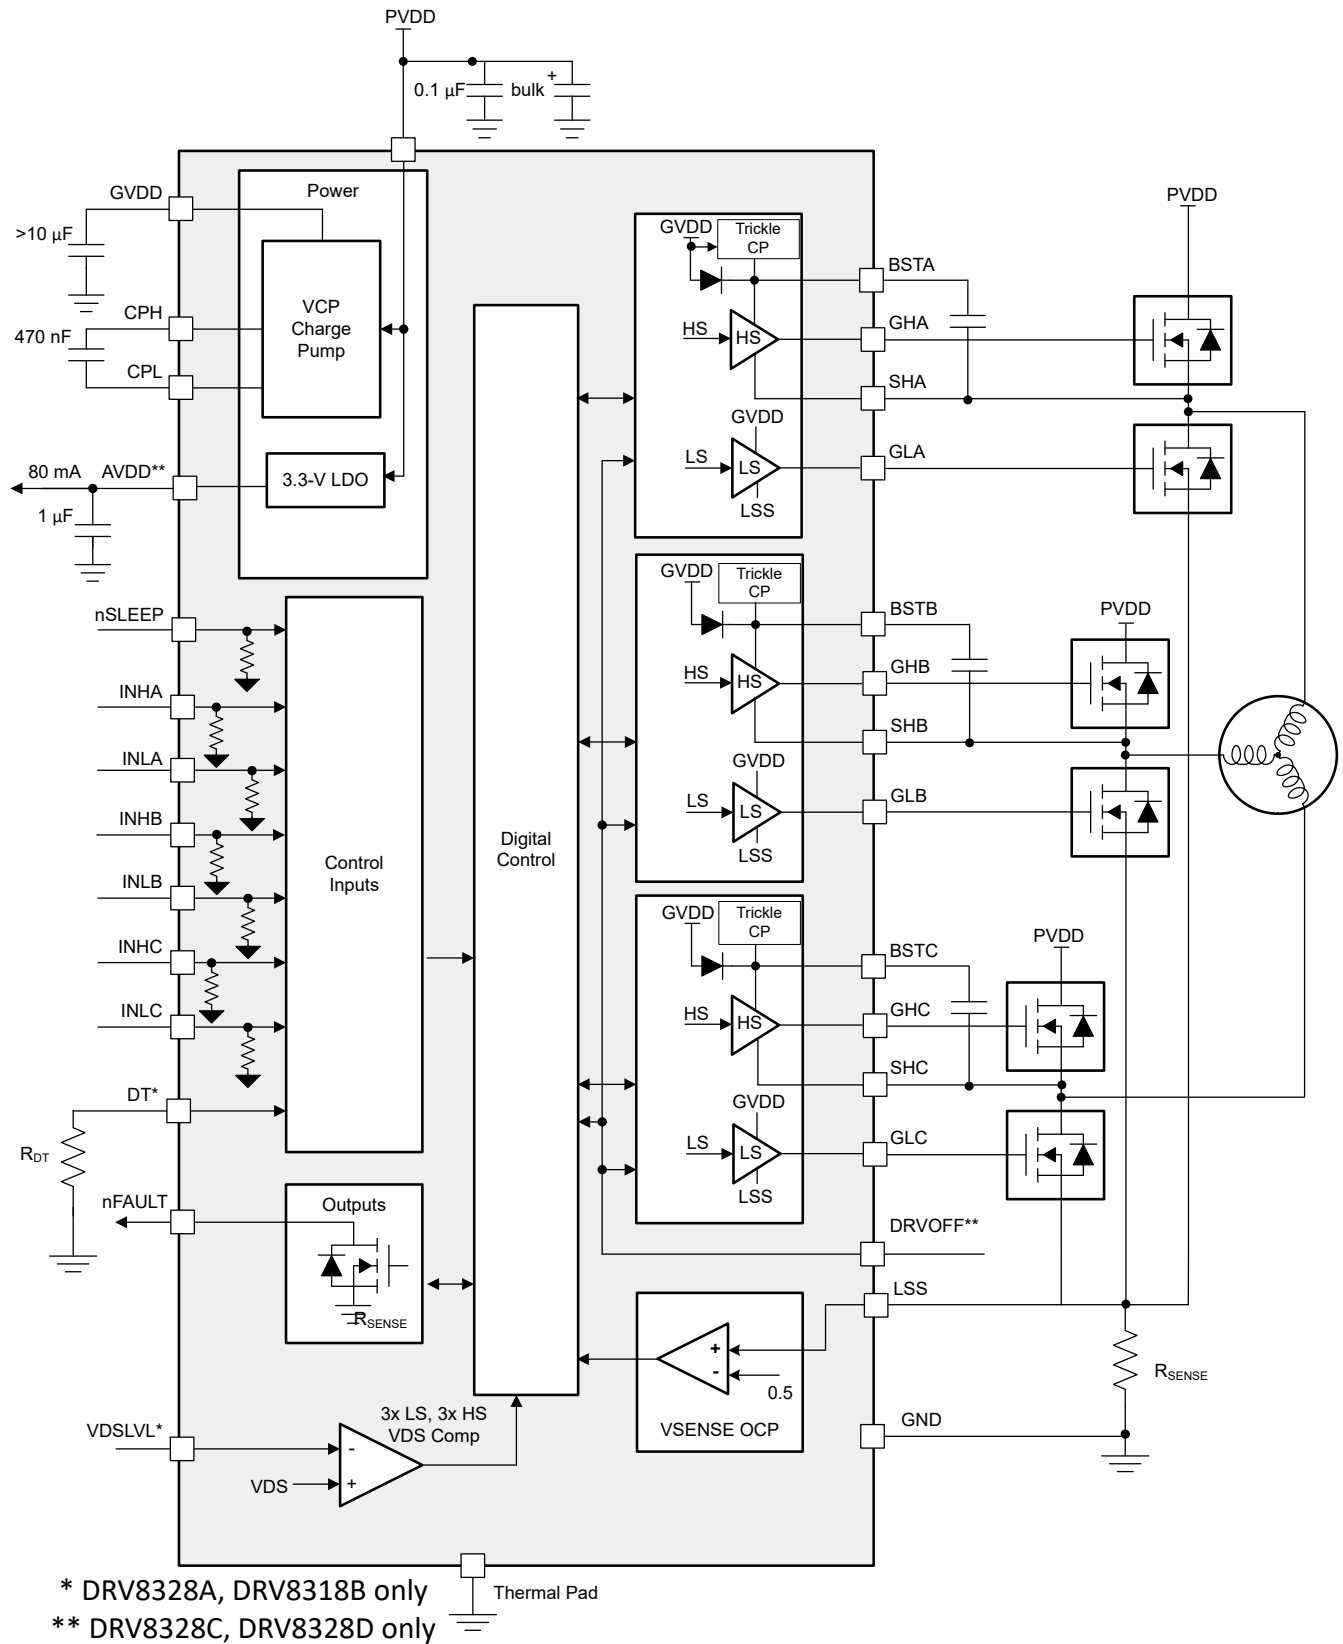 PVDD
0.1 µF
bulk
+
GVDD
Power
>10 µF
CPH
VCP
Charge
Pump
470 nF
CPL
80 mA
AVDD**
3.3-V LDO
1 µF
nSLEEP
INHA
INLA
INHB
INLB
INHC
INLC
DT*
RDT
Control
Inputs
nFAULT
Outputs
RSENSE
VDSLVL*
VDS
-
+
3x LS, 3x HS
VDS Comp
Digital
Control
GVDD
Trickle
CP
HS
HS
GVDD
LS
LS
LSS
GVDD
Trickle
CP
HS
HS
GVDD
LS
LS
LSS
GVDD
Trickle
CP
HS
HS
GVDD
LS
LS
LSS
+
-
0.5
VSENSE OCP
BSTA
GHA
SHA
GLA
PVDD
BSTB
GHB
SHB
GLB
PVDD
BSTC
GHC
SHC
GLC
PVDD
DRVOFF**
LSS
RSENSE
GND
Thermal Pad
* DRV8328A, DRV8318B only
** DRV8328C, DRV8328D only